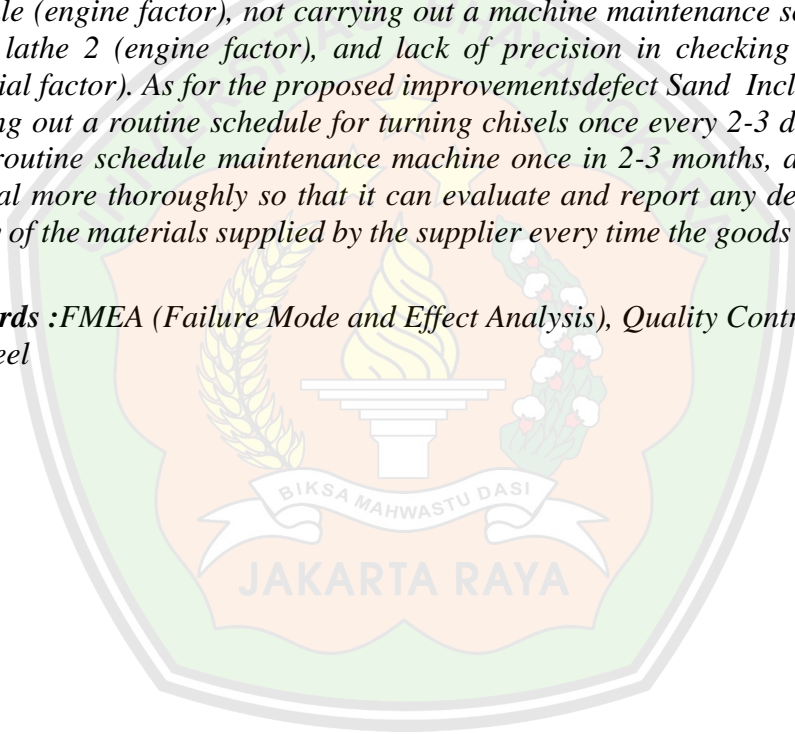 le (engine factor), not carrying out a machine maintenance
lathe 2 (engine factor), and lack of precision in checking
ial factor). As for the proposed improvementsdefect Sand Incl
ng out a routine schedule for turning chisels once every 2-3 d
routine schedule maintenance machine once in 2-3 months, a
al more thoroughly so that it can evaluate and report any de
of the materials supplied by the supplier every time the goods
rds :FMEA (Failure Mode and Effect Analysis), Quality Contr
eel
BIKSA MAHWASTU DASI
JAKARTA RAYA